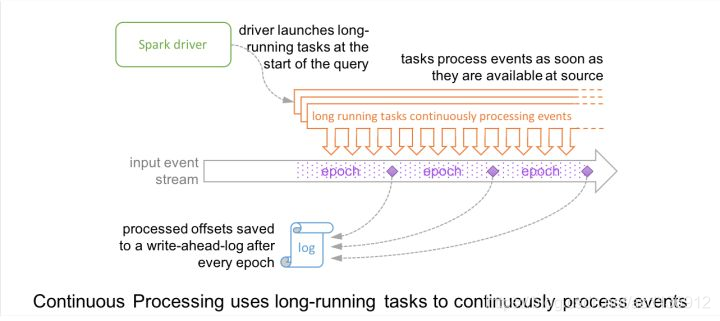 Spark driver
driver launches long-
running tasks at the
start of the query
tasks process events as soon as
they are available at source
long running tasks continuously processing events
input event
stream
epoch
epoch
epoch
processed offsets saved
to a write-ahead-log after
every epoch
log
Continuous Processing uses long-running tasks to continuously process events